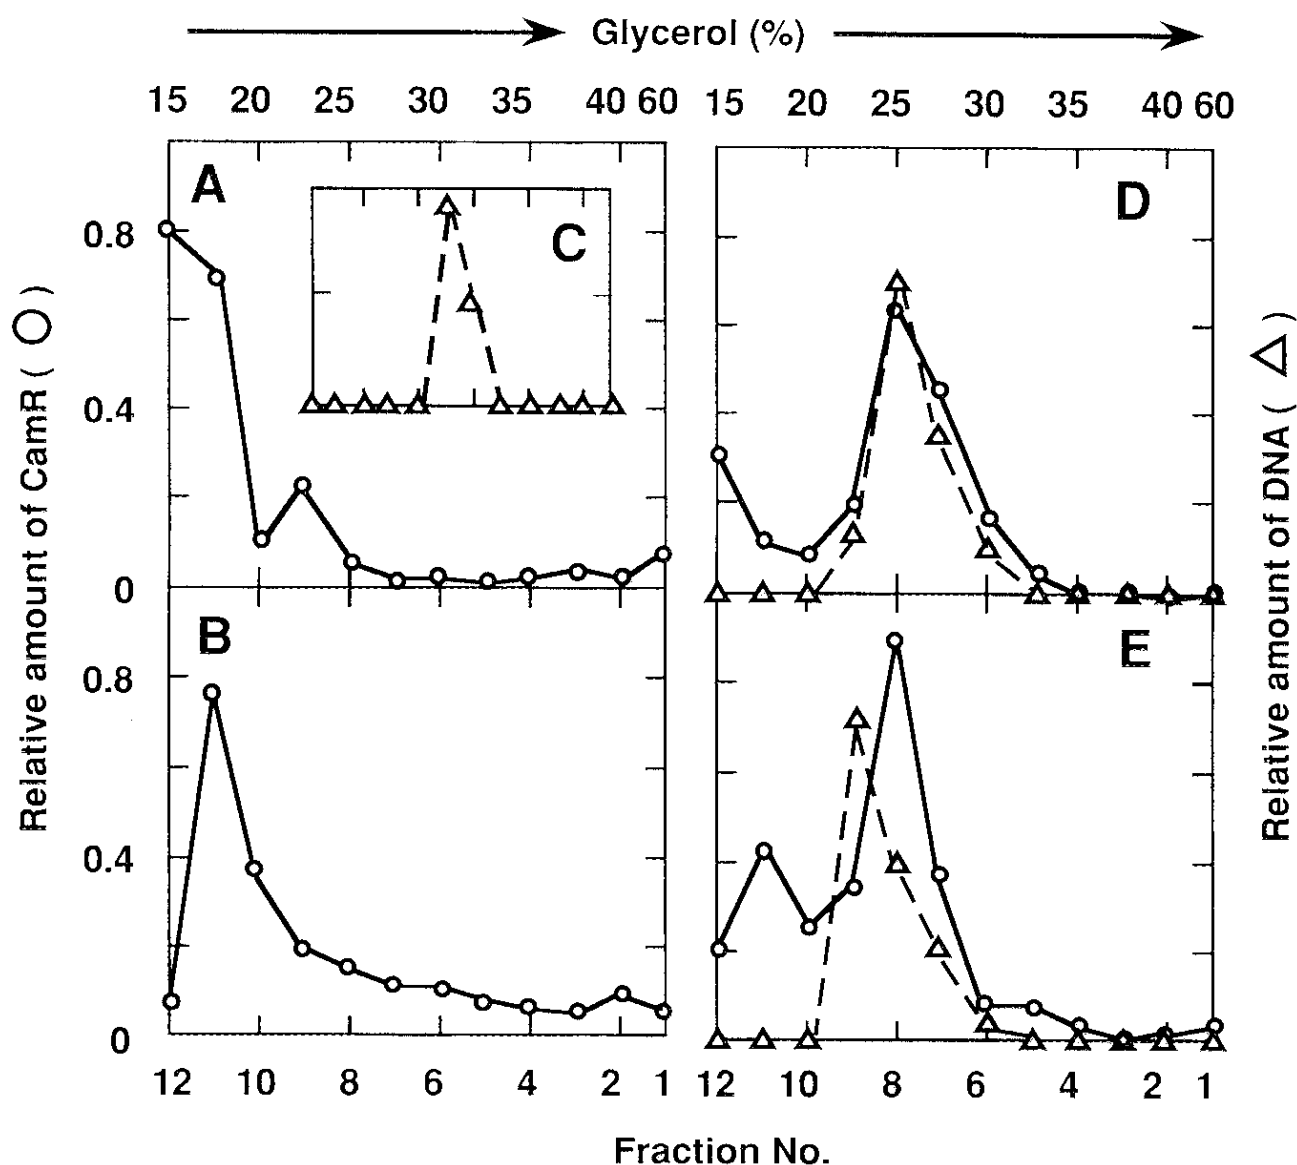 Glycerol (%)
15 20 25 30 35 40 60
15 20 25 30 35 40 60
A
C
D
0.8
0.4
0
B
E
0.8
0.4
0
Relative amount of CamR ( ○ )
Relative amount of DNA ( △ )
12 10 8 6 4 2 1
12 10 8 6 4 2 1
Fraction No.